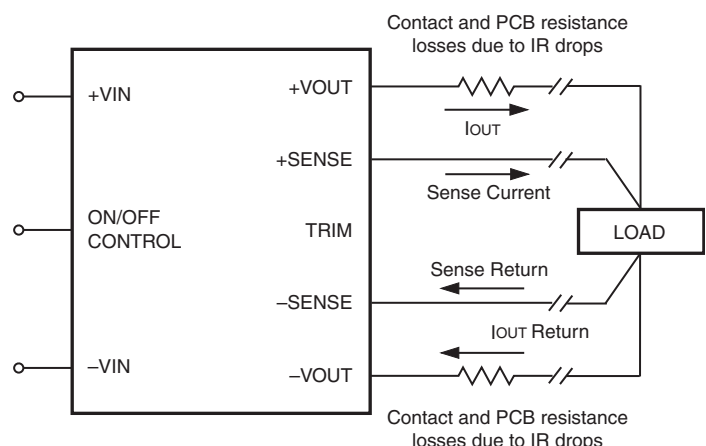 Contact and PCB resistance
losses due to IR drops
+VOUT
+VIN
IOUT
+SENSE
Sense Current
ON/OFF
CONTROL
TRIM
LOAD
Sense Return
–SENSE
IOUT Return
–VIN
–VOUT
Contact and PCB resistance
losses due to IR drops